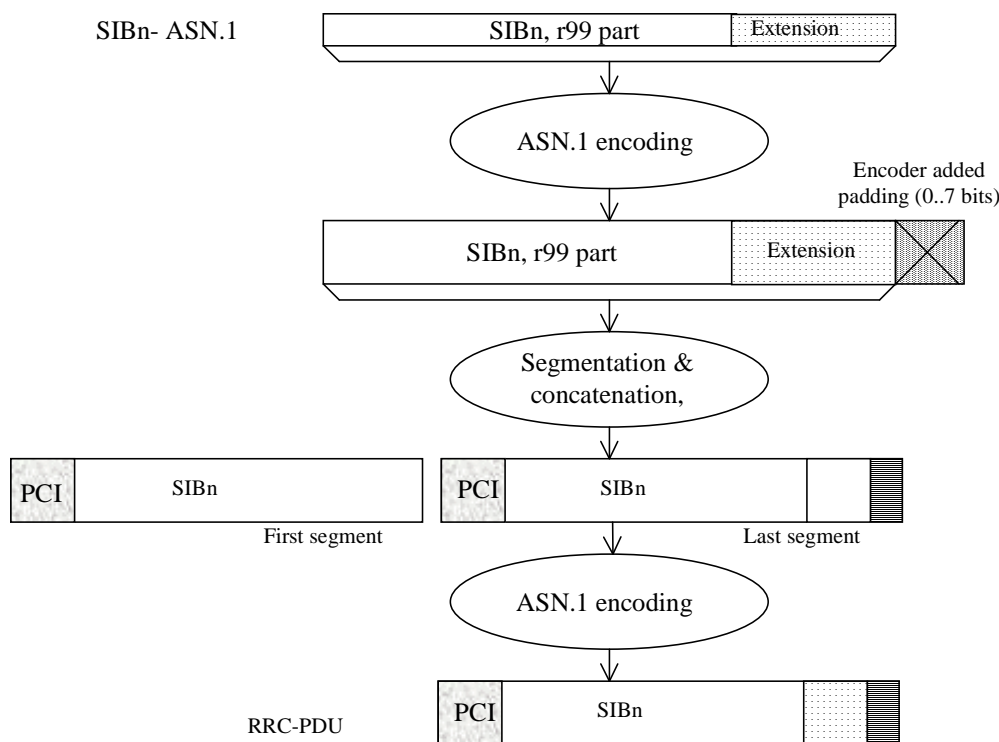 SIBn- ASN.1
SIBn, r99 part
Extension
ASN.1 encoding
Encoder added
padding (0..7 bits)
SIBn, r99 part
Extension
Segmentation &
concatenation,
PCI
SIBn
PCI
SIBn
First segment
Last segment
ASN.1 encoding
RRC-PDU
PCI
SIBn